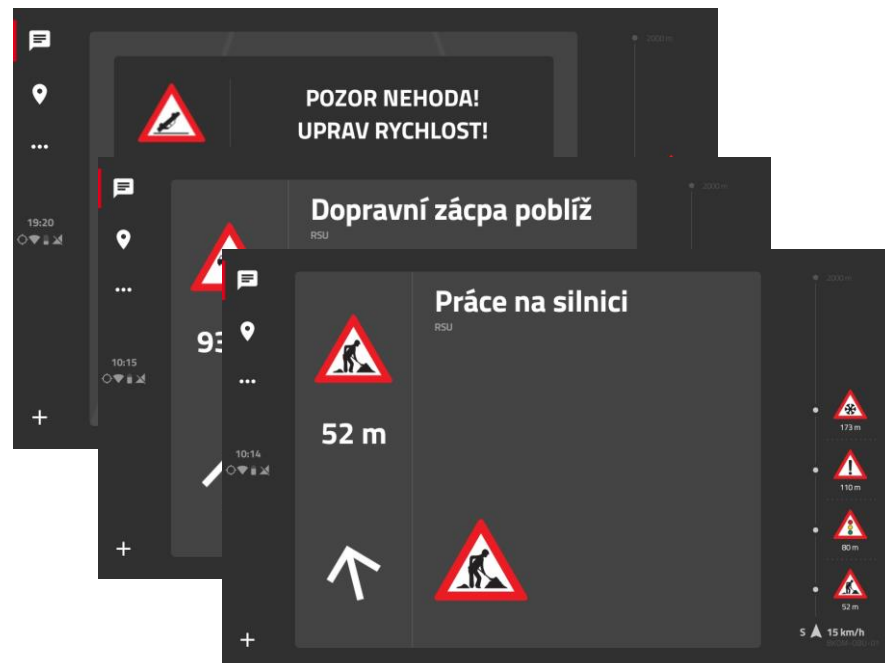 2000 m
POZOR NEHODA!
UPRAV RYCHLOST!
19:20
2000 m
Dopravní zácpa poblíž
RSU
93
10:15
2000 m
Práce na silnici
RSU
52 m
10:14
173 m
110 m
80 m
52 m
S 15 km/h